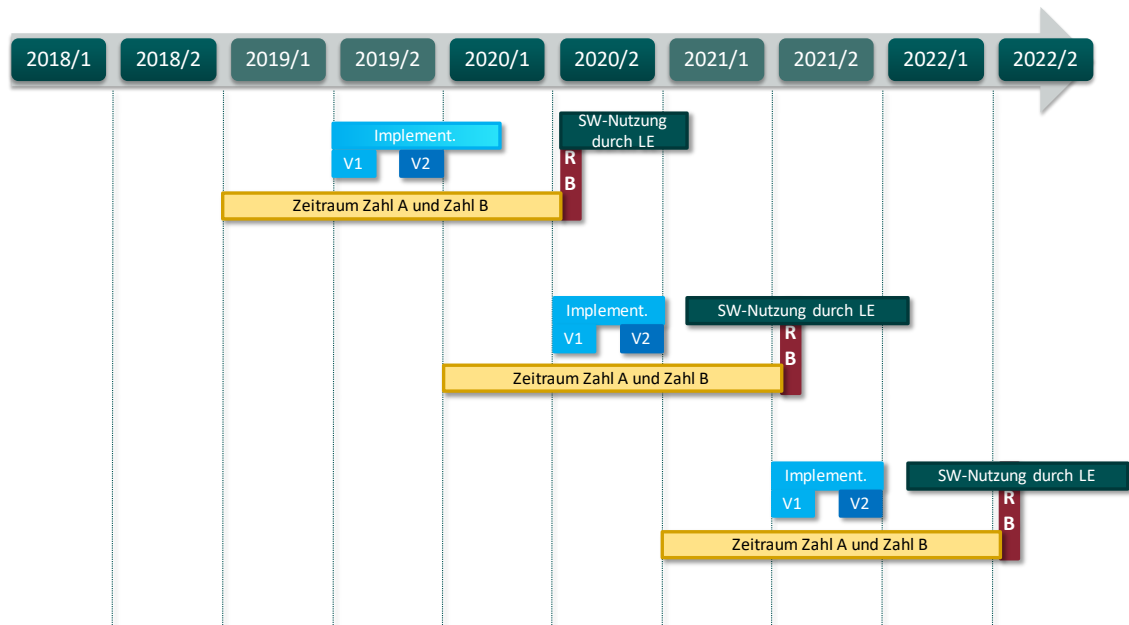 2018/1
2018/2
2019/1
2019/2
2020/1
2020/2
2021/1
2021/2
2022/1
2022/2
Implement.
SW-Nutzung
durch LE
V1
V2
R
B
Zeitraum Zahl A und Zahl B
Implement.
SW-Nutzung durch LE
V1
V2
R
B
Zeitraum Zahl A und Zahl B
Implement.
SW-Nutzung durch LE
V1
V2
R
B
Zeitraum Zahl A und Zahl B